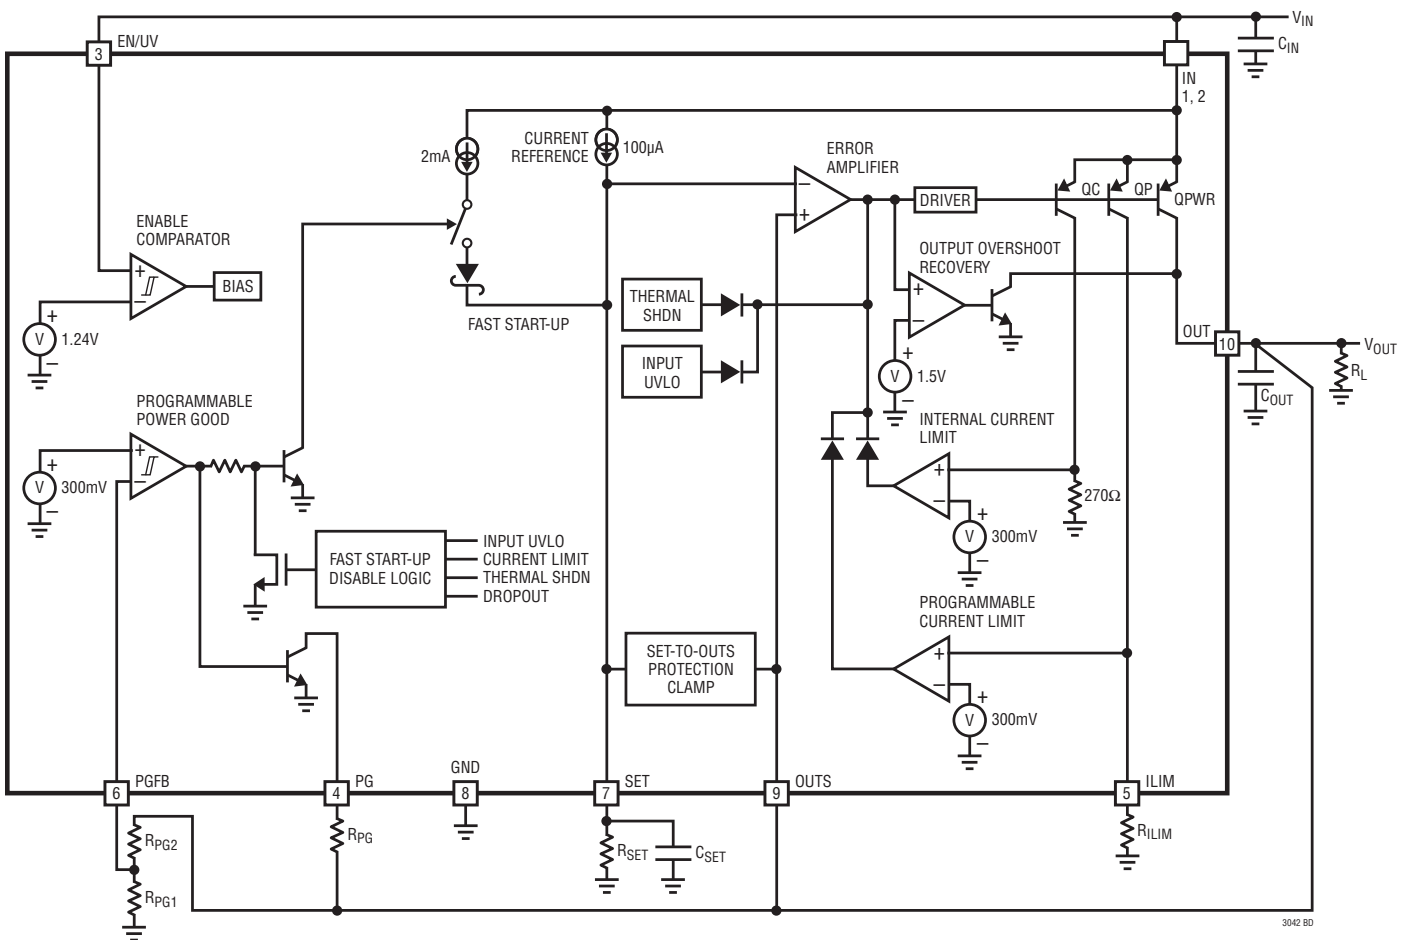 VIN
3
EN/UV
CIN
IN
1, 2
2mA
CURRENT
REFERENCE
100µA
ERROR
AMPLIFIER
–
+
DRIVER
QC
QP
QPWR
ENABLE
COMPARATOR
+
–
BIAS
+
V
1.24V
–
FAST START-UP
THERMAL
SHDN
INPUT
UVLO
OUTPUT OVERSHOOT
RECOVERY
+
–
+
V
1.5V
–
OUT
10
VOUT
COUT
RL
PROGRAMMABLE
POWER GOOD
+
–
+
V
300mV
–
INTERNAL CURRENT
LIMIT
+
–
270Ω
+
V
300mV
–
FAST START-UP
DISABLE LOGIC
INPUT UVLO
CURRENT LIMIT
THERMAL SHDN
DROPOUT
PROGRAMMABLE
CURRENT LIMIT
+
–
+
V
300mV
–
SET-TO-OUTS
PROTECTION
CLAMP
6
PGFB
4
PG
GND
8
7
SET
9
OUTS
5
ILIM
RPG2
RPG1
RPG
RSET
CSET
RILIM
3042 BD